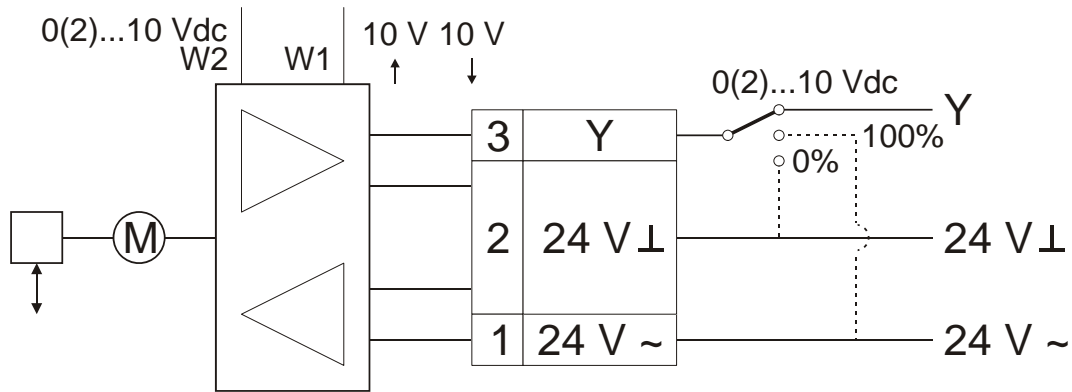 0(2)...10 Vdc
W2 W1
10 V 10 V
0(2)...10 Vdc
3 Y Y
100%
0%
M 2 24 V ⊥ 24 V ⊥
1 24 V ~ 24 V ~